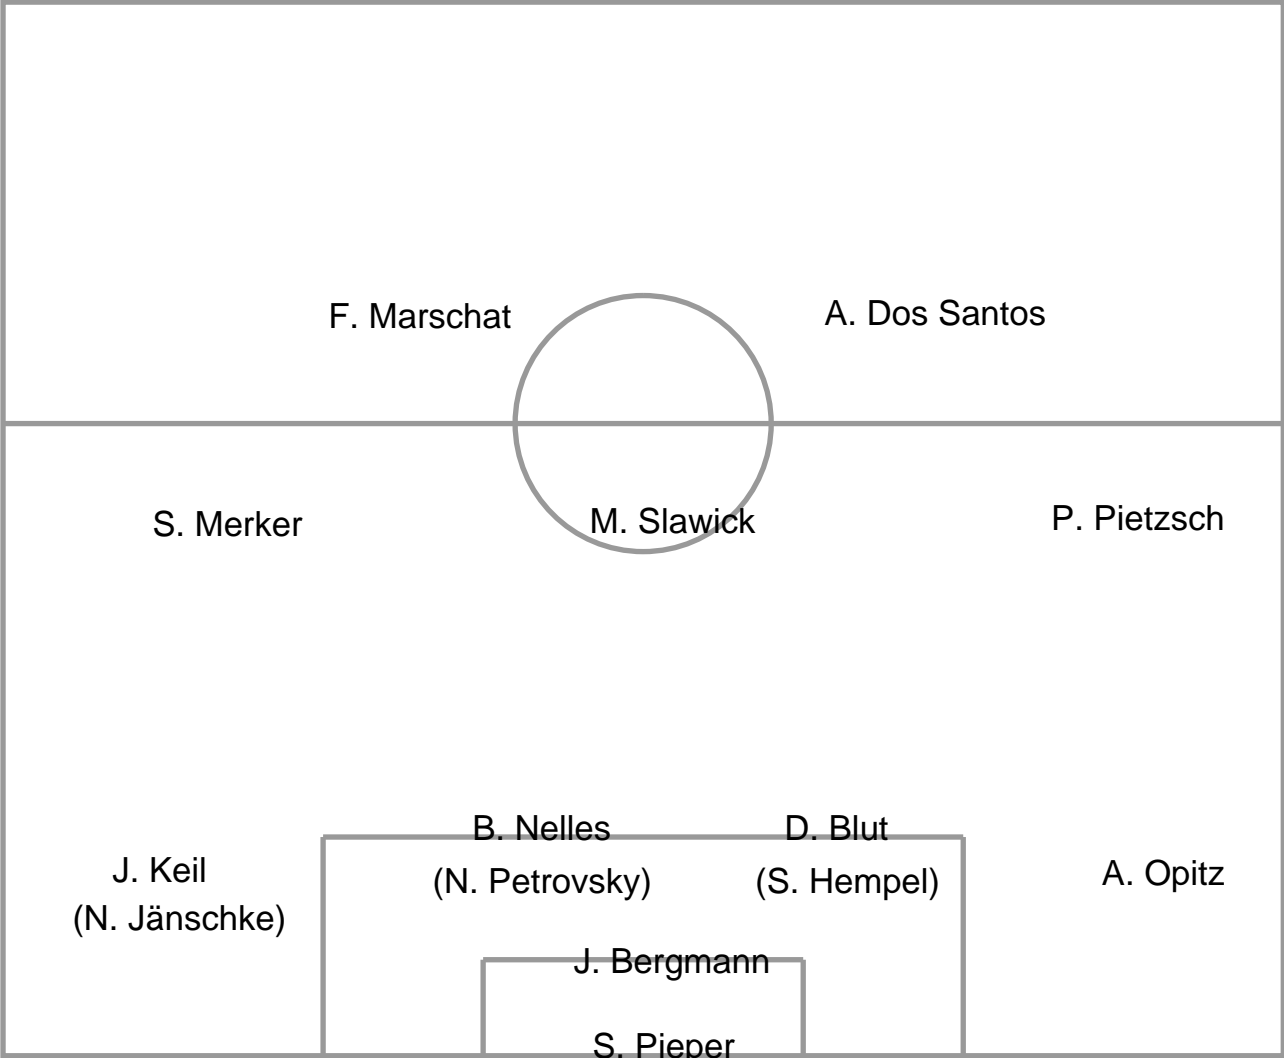 F. Marschat
A. Dos Santos
S. Merker
M. Slawick
P. Pietzsch
B. Nelles
D. Blut
J. Keil
(N. Petrovsky)
(S. Hempel)
A. Opitz
(N. Jänschke)
J. Bergmann
S. Pieper